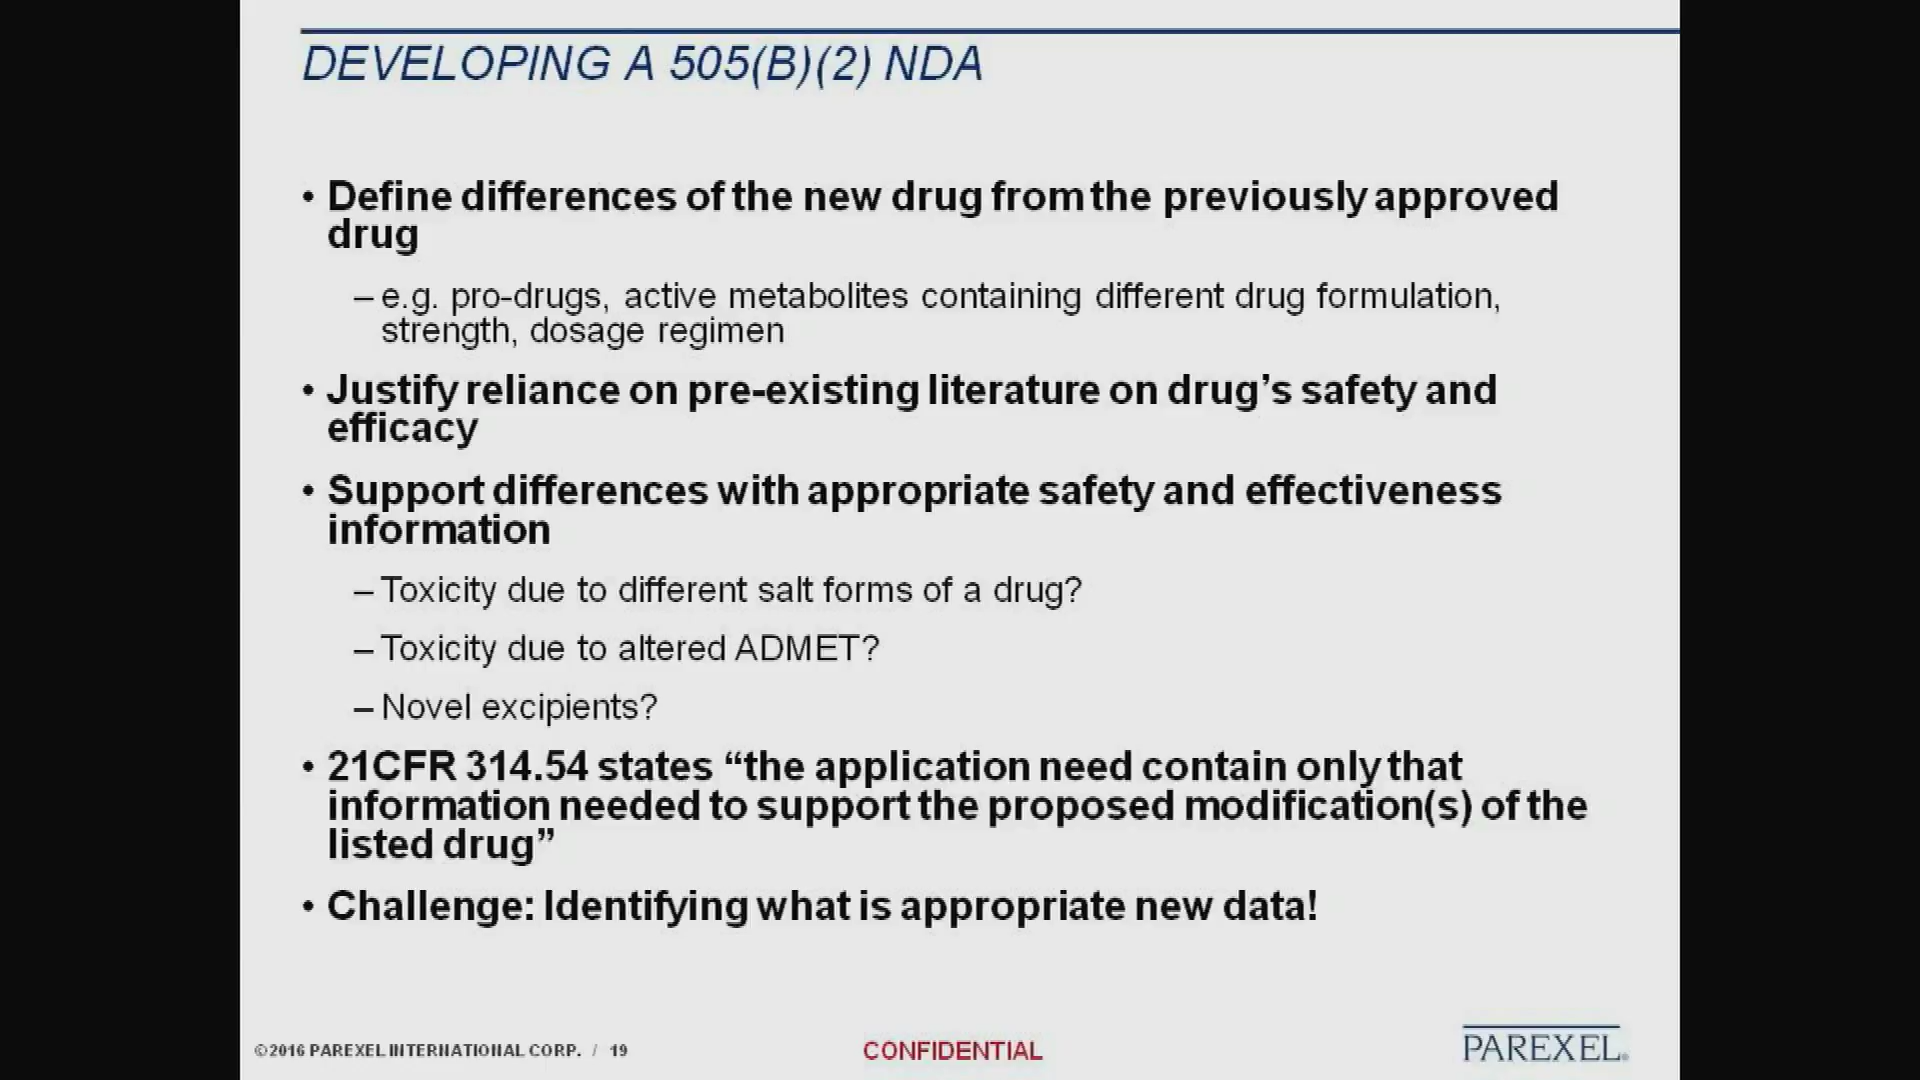 DEVELOPING A 505(B)(2) NDA
• Define differences of the new drug from the previously approved
drug
– e.g. pro-drugs, active metabolites containing different drug formulation,
strength, dosage regimen
• Justify reliance on pre-existing literature on drug’s safety and
efficacy
• Support differences with appropriate safety and effectiveness
information
– Toxicity due to different salt forms of a drug?
– Toxicity due to altered ADMET?
– Novel excipients?
• 21CFR 314.54 states “the application need contain only that
information needed to support the proposed modification(s) of the
listed drug”
• Challenge: Identifying what is appropriate new data!
©2016 PAREXEL INTERNATIONAL CORP. / 19
CONFIDENTIAL
PAREXEL®